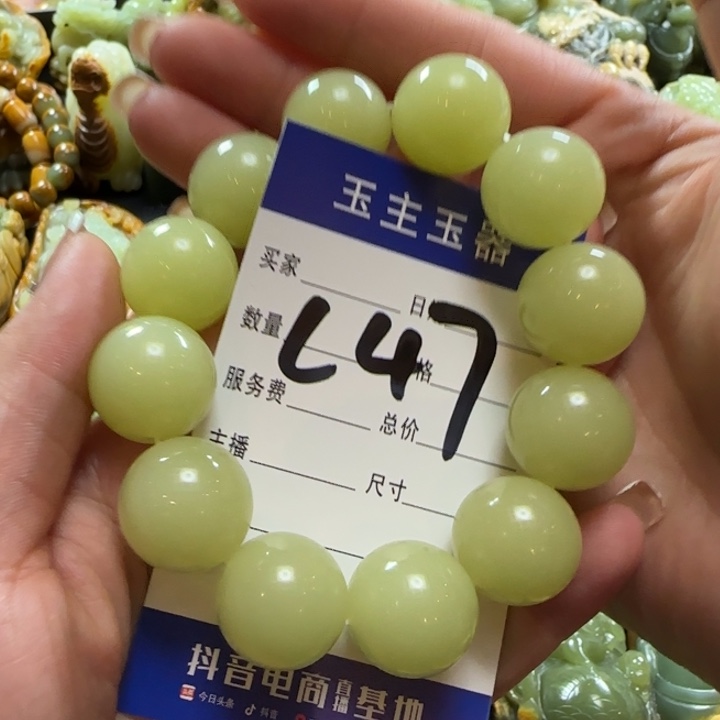 玉主玉器
买家 日
数量 格
L47
服务费 总价
主播 尺寸
抖音电商直播基地
今日头条 抖音